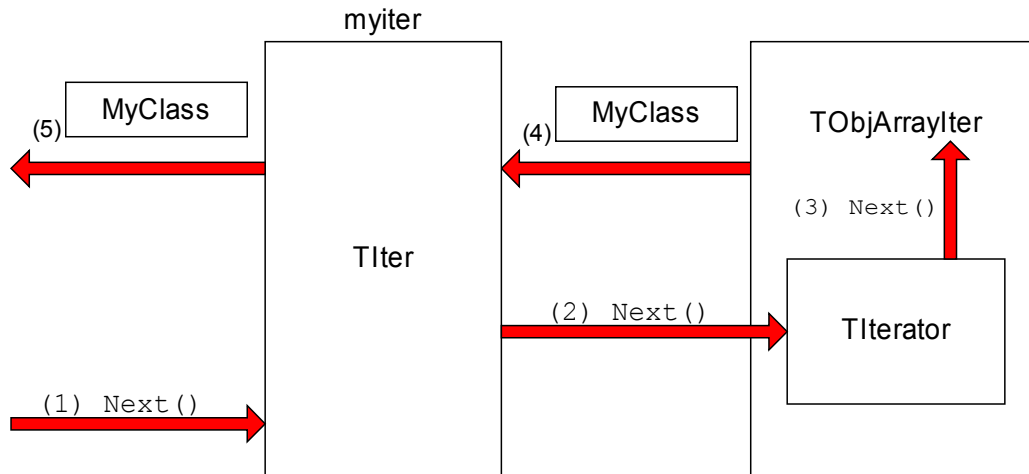 myiter
MyClass
(5)
MyClass
(4)
TObjArrayIter
(3) Next()
TIter
(2) Next()
TIterator
(1) Next()